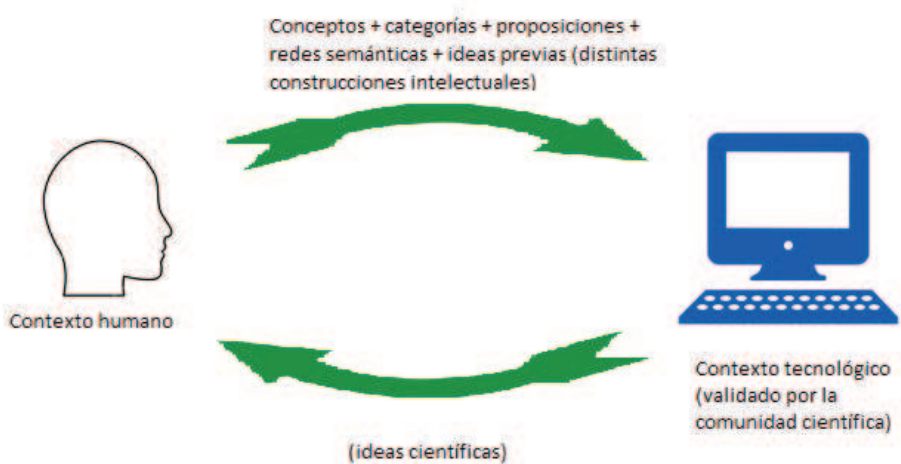 Conceptos + categorías + proposiciones +
redes semánticas + ideas previas (distintas
construcciones intelectuales)
Contexto humano
Contexto tecnológico
(validado por la
comunidad científica)
(ideas científicas)